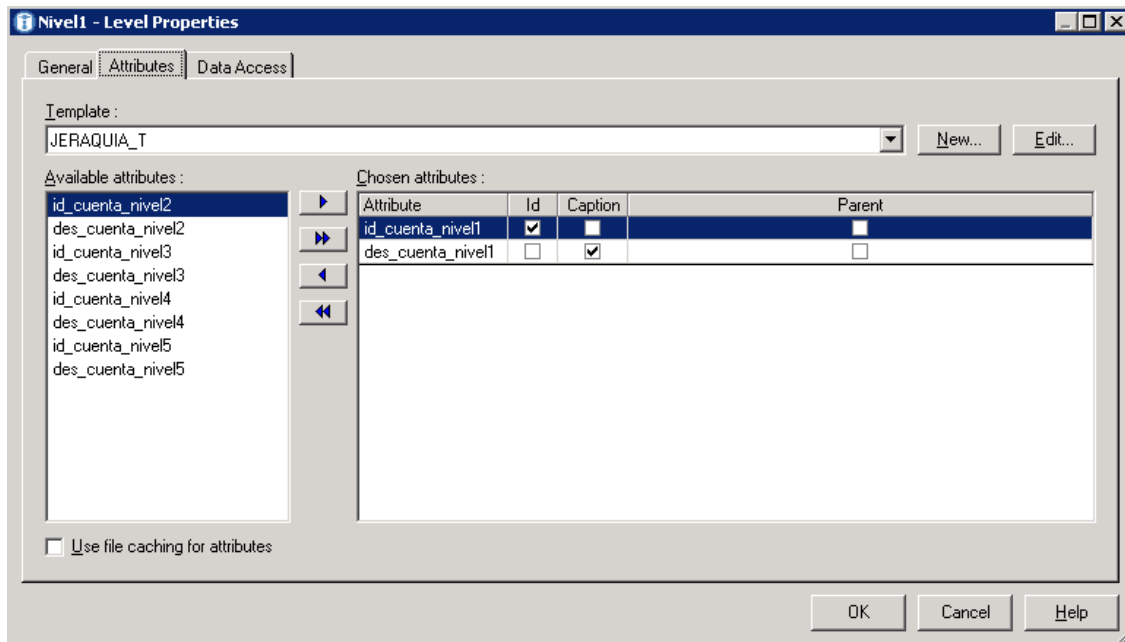 Nivel1 - Level Properties
General Attributes Data Access
Template :
JERAQUIA_T New... Edit...
Available attributes : Chosen attributes :
id_cuenta_nivel2
des_cuenta_nivel2
id_cuenta_nivel3
des_cuenta_nivel3
id_cuenta_nivel4
des_cuenta_nivel4
id_cuenta_nivel5
des_cuenta_nivel5
Attribute Id Caption Parent
id_cuenta_nivel1
des_cuenta_nivel1
Use file caching for attributes
OK Cancel Help